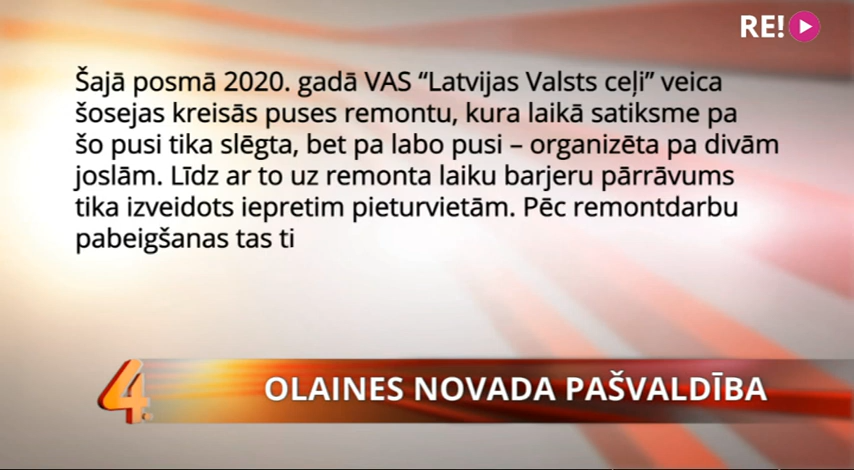 RE!
Šajā posmā 2020. gadā VAS “Latvijas Valsts ceļi” veica
šosejas kreisās puses remontu, kura laikā satiksme pa
šo pusi tika slēgta, bet pa labo pusi – organizēta pa divām
joslām. Līdz ar to uz remonta laiku barjeru pārrāvums
tika izveidots iepretim pieturvietām. Pēc remontdarbu
pabeigšanas tas ti
4.
OLAINES NOVADA PAŠVALDĪBA